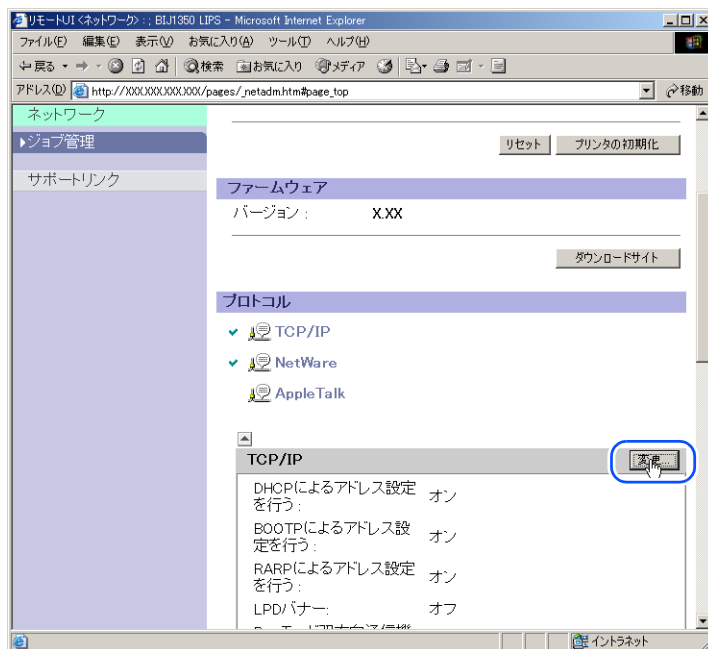 リモートUI <ネットワーク> : ; BIJ1350 LIPS - Microsoft Internet Explorer
ファイル(F) 編集(E) 表示(V) お気に入り(A) ツール(T) ヘルプ(H)
戻る 検索 お気に入り メディア
アドレス(D) http://XXX.XXX.XXX.XXX/pages/_netadm.htm#page_top 移動
ネットワーク
ジョブ管理
サポートリンク
リセット プリンタの初期化
ファームウェア
バージョン : X.XX
ダウンロードサイト
プロトコル
TCP/IP
NetWare
AppleTalk
TCP/IP 変更...
DHCPによるアドレス設定
を行う : オン
BOOTPによるアドレス設
定を行う : オン
RARPによるアドレス設定
を行う : オン
LPDバナー: オフ
イントラネット